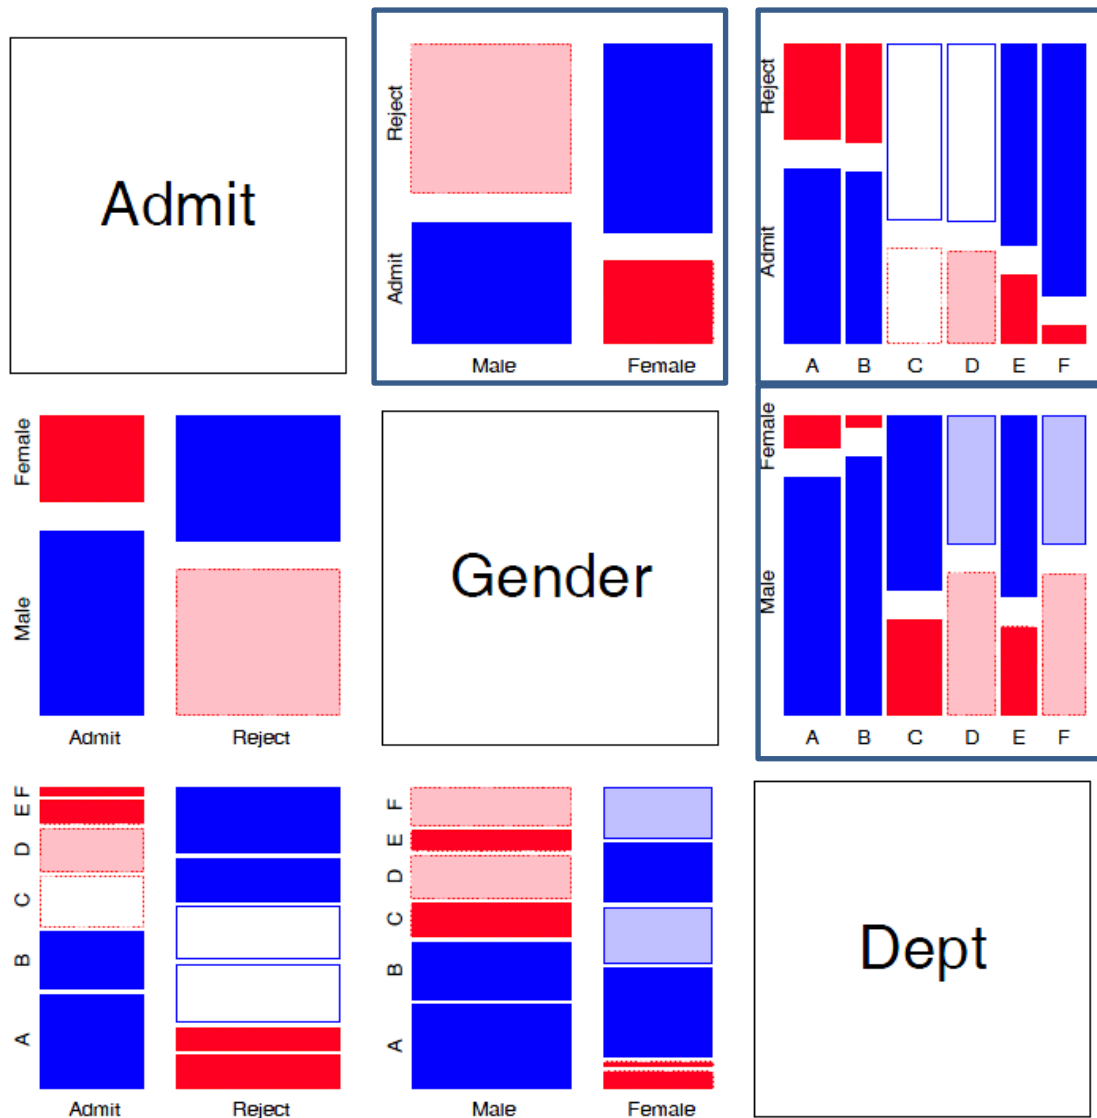 Admit
Reject
Admit
Male Female
Reject
Admit
A B C D E F
Female
Male
Admit Reject
Gender
Female
Male
A B C D E F
F
E
D
C
B
A
Admit Reject
F
E
D
C
B
A
Male Female
Dept